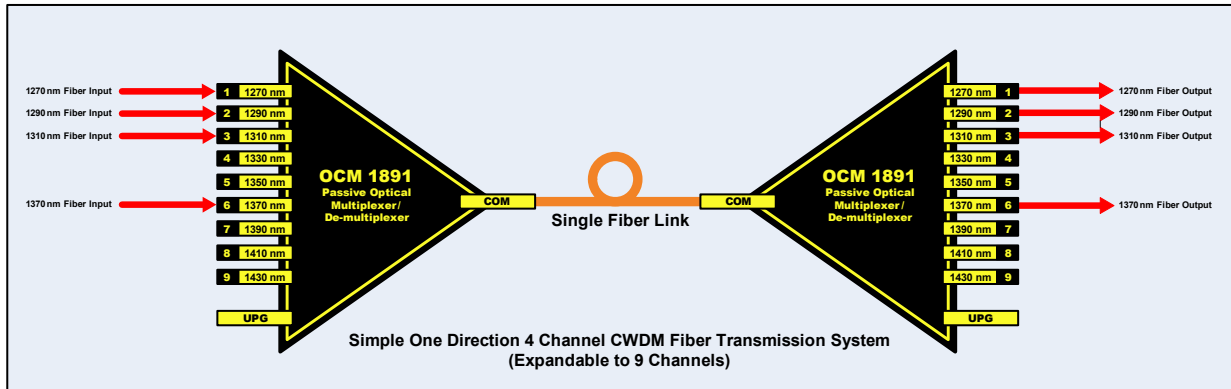 1270 nm Fiber Input
1290 nm Fiber Input
1310 nm Fiber Input
1370 nm Fiber Input
1 1270 nm
2 1290 nm
3 1310 nm
4 1330 nm
5 1350 nm
6 1370 nm
7 1390 nm
8 1410 nm
9 1430 nm
UPG
OCM 1891
Passive Optical
Multiplexer/
De-multiplexer
COM
Single Fiber Link
COM
OCM 1891
Passive Optical
Multiplexer/
De-multiplexer
1270 nm 1
1290 nm 2
1310 nm 3
1330 nm 4
1350 nm 5
1370 nm 6
1390 nm 7
1410 nm 8
1430 nm 9
UPG
1270 nm Fiber Output
1290 nm Fiber Output
1310 nm Fiber Output
1370 nm Fiber Output
Simple One Direction 4 Channel CWDM Fiber Transmission System
(Expandable to 9 Channels)